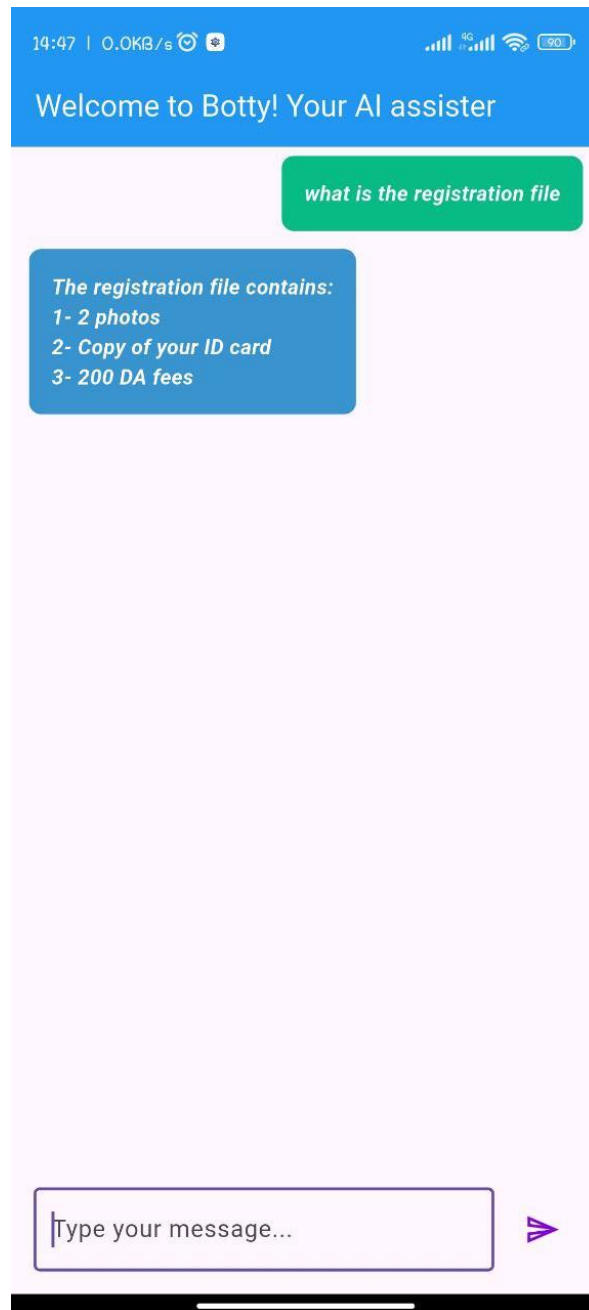 14:47 | 0.0KB/s
4G
90
Welcome to Botty! Your AI assister
what is the registration file
The registration file contains:
1- 2 photos
2- Copy of your ID card
3- 200 DA fees
Type your message...